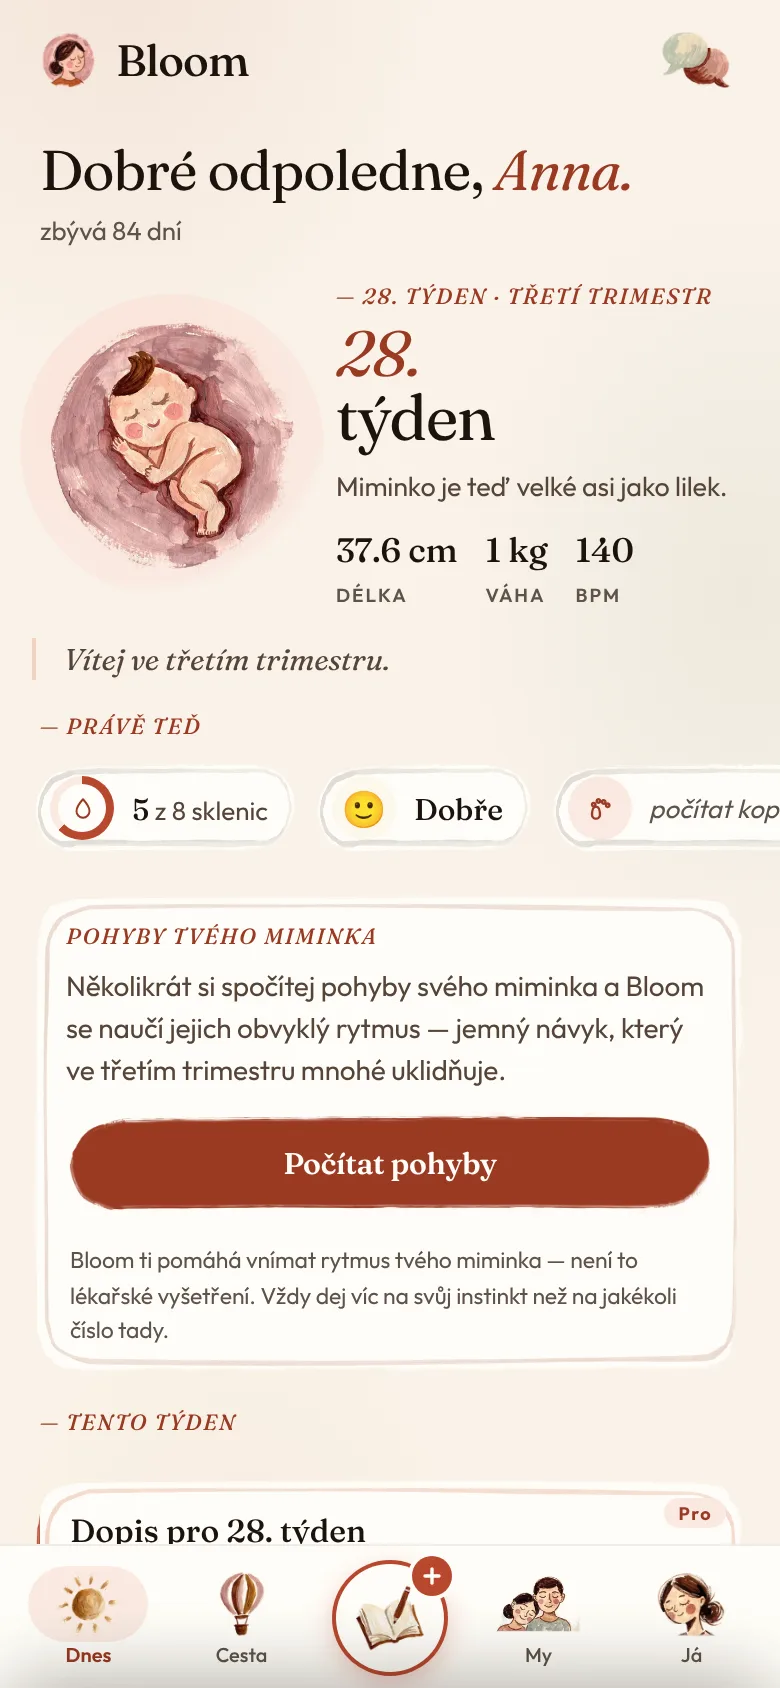 Bloom
Dobré odpoledne, Anna.
zbývá 84 dní
— 28. TÝDEN · TŘETÍ TRIMESTR
28.
týden
Miminko je teď velké asi jako lilek.
37.6 cm 1 kg 140
DÉLKA VÁHA BPM
Vítej ve třetím trimestru.
— PRÁVĚ TEĎ
5 z 8 sklenic
Dobře
počítat kop
POHYBY TVÉHO MIMINKA
Několikrát si spočítej pohyby svého miminka a Bloom
se naučí jejich obvyklý rytmus — jemný návyk, který
ve třetím trimestru mnohé uklidňuje.
Počítat pohyby
Bloom ti pomáhá vnímat rytmus tvého miminka — není to
lékařské vyšetření. Vždy dej víc na svůj instinkt než na jakékoli
číslo tady.
— TENTO TÝDEN
Pro
Dopis pro 28. týden
Dnes
Cesta
My
Já